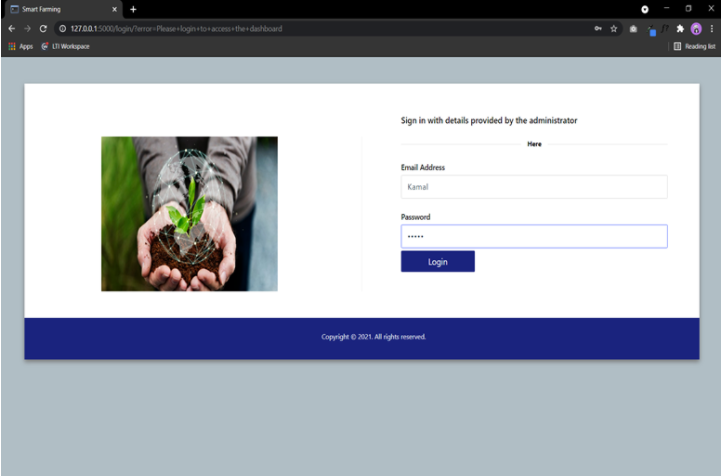 Smart Farming
127.0.0.1:5000/login/?error=Please+login+to+access+the+dashboard
Apps LTI Workspace Reading list
Sign in with details provided by the administrator
Here
Email Address
Kamal
Password
•••••
Login
Copyright © 2021. All rights reserved.